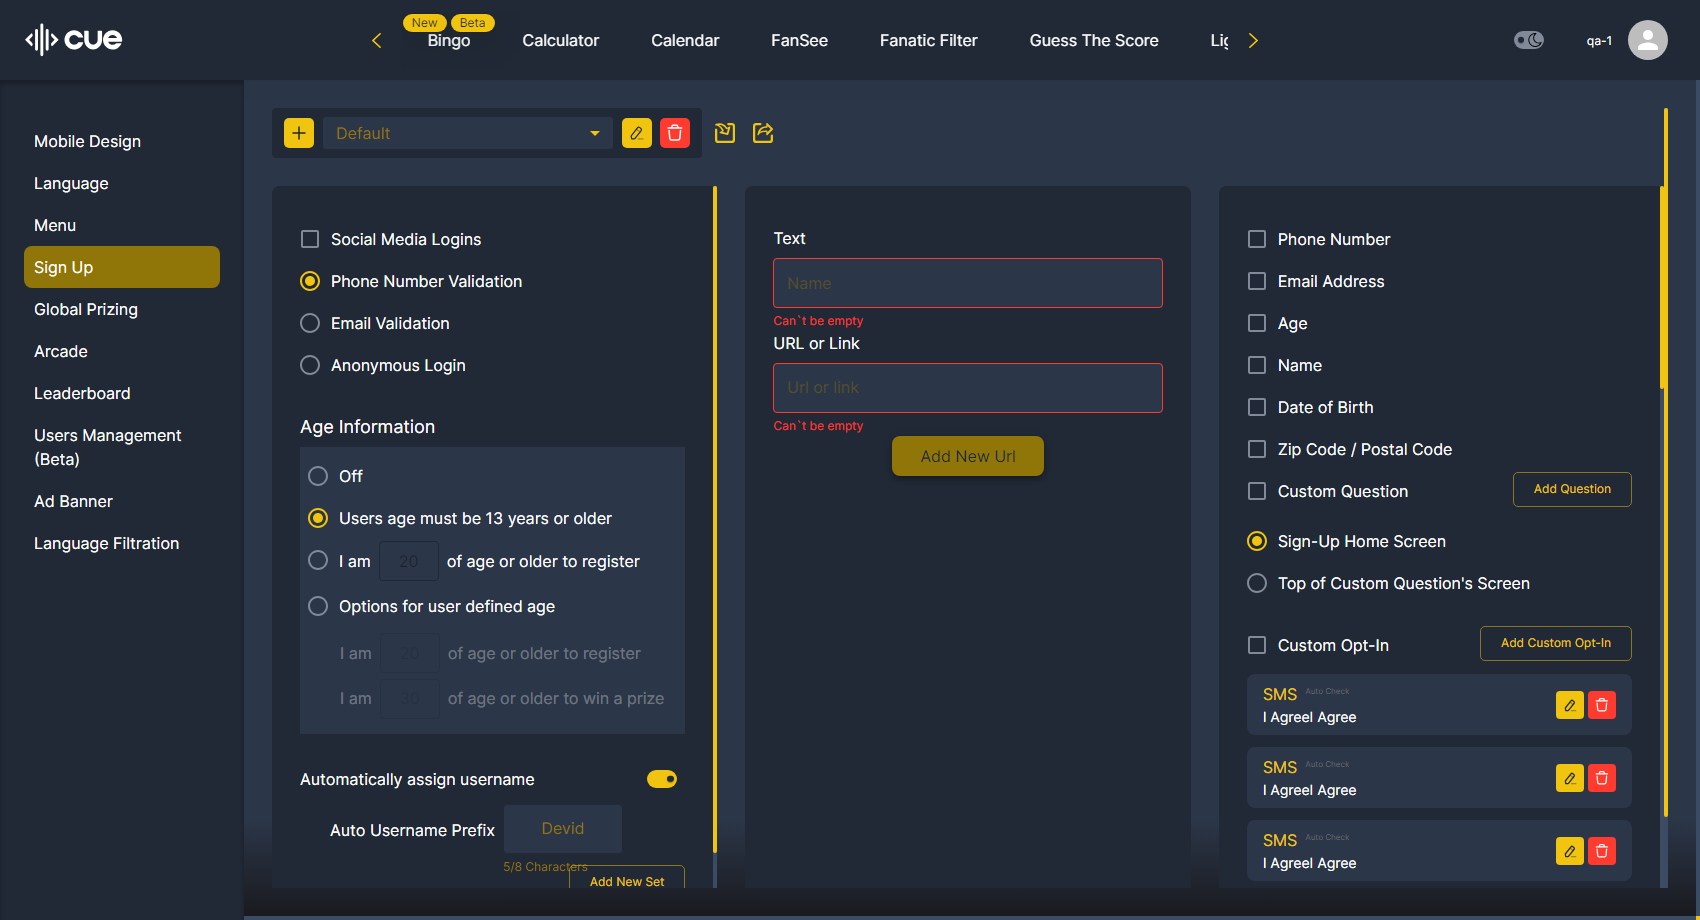 cue
New
Beta
Bingo
Calculator
Calendar
FanSee
Fanatic Filter
Guess The Score
qa-1
Mobile Design
Language
Menu
Sign Up
Global Prizing
Arcade
Leaderboard
Users Management
(Beta)
Ad Banner
Language Filtration
Default
Social Media Logins
Phone Number Validation
Email Validation
Anonymous Login
Age Information
Off
Users age must be 13 years or older
I am 20 of age or older to register
Options for user defined age
I am 20 of age or older to register
I am 30 of age or older to win a prize
Automatically assign username
Auto Username Prefix Devid
5/8 Characters
Add New Set
Text
Name
Can`t be empty
URL or Link
Url or link
Can`t be empty
Add New Url
Phone Number
Email Address
Age
Name
Date of Birth
Zip Code / Postal Code
Custom Question
Add Question
Sign-Up Home Screen
Top of Custom Question's Screen
Custom Opt-In
Add Custom Opt-In
SMS Auto Check
I AgreeI Agree
SMS Auto Check
I AgreeI Agree
SMS Auto Check
I AgreeI Agree